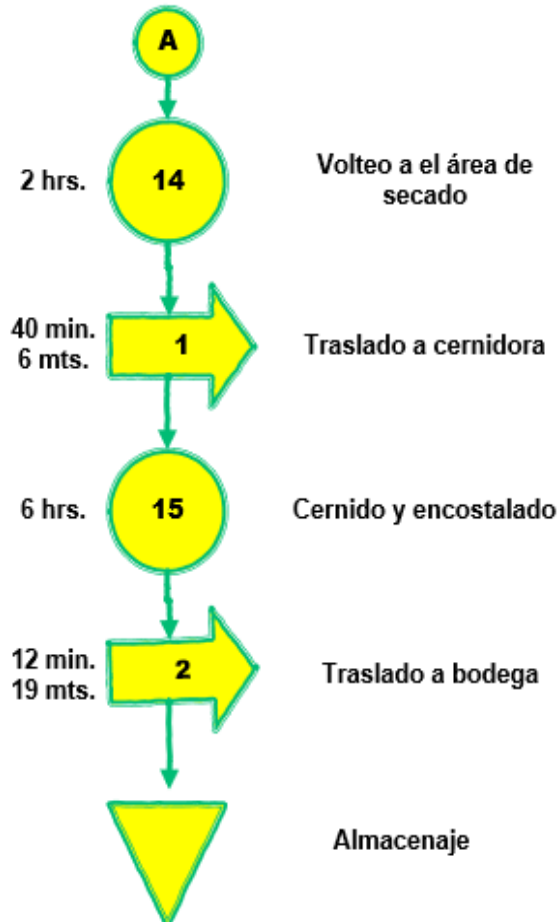 A
2 hrs.
14
Volteo a el área de
secado
40 min.
6 mts.
1
Traslado a cernidora
6 hrs.
15
Cernido y encostalado
12 min.
19 mts.
2
Traslado a bodega
Almacenaje